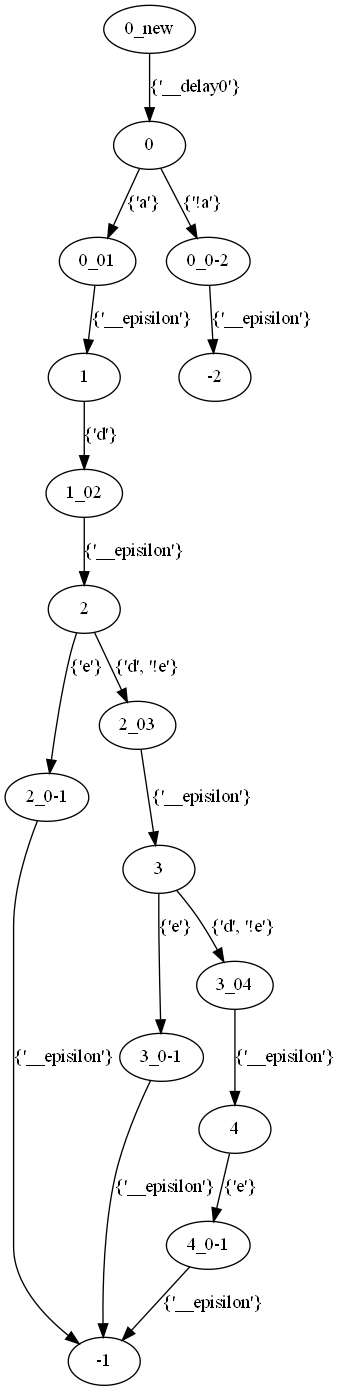 0_new
{'__delay0'}
0
{'a'}
{'!a'}
0_01
0_0-2
{'__episilon'}
{'__episilon'}
1
-2
{'d'}
1_02
{'__episilon'}
2
{'e'}
{'d', '!e'}
2_03
2_0-1
{'__episilon'}
3
{'e'}
{'d', '!e'}
3_04
3_0-1
{'__episilon'}
{'__episilon'}
4
{'__episilon'}
{'e'}
4_0-1
{'__episilon'}
-1